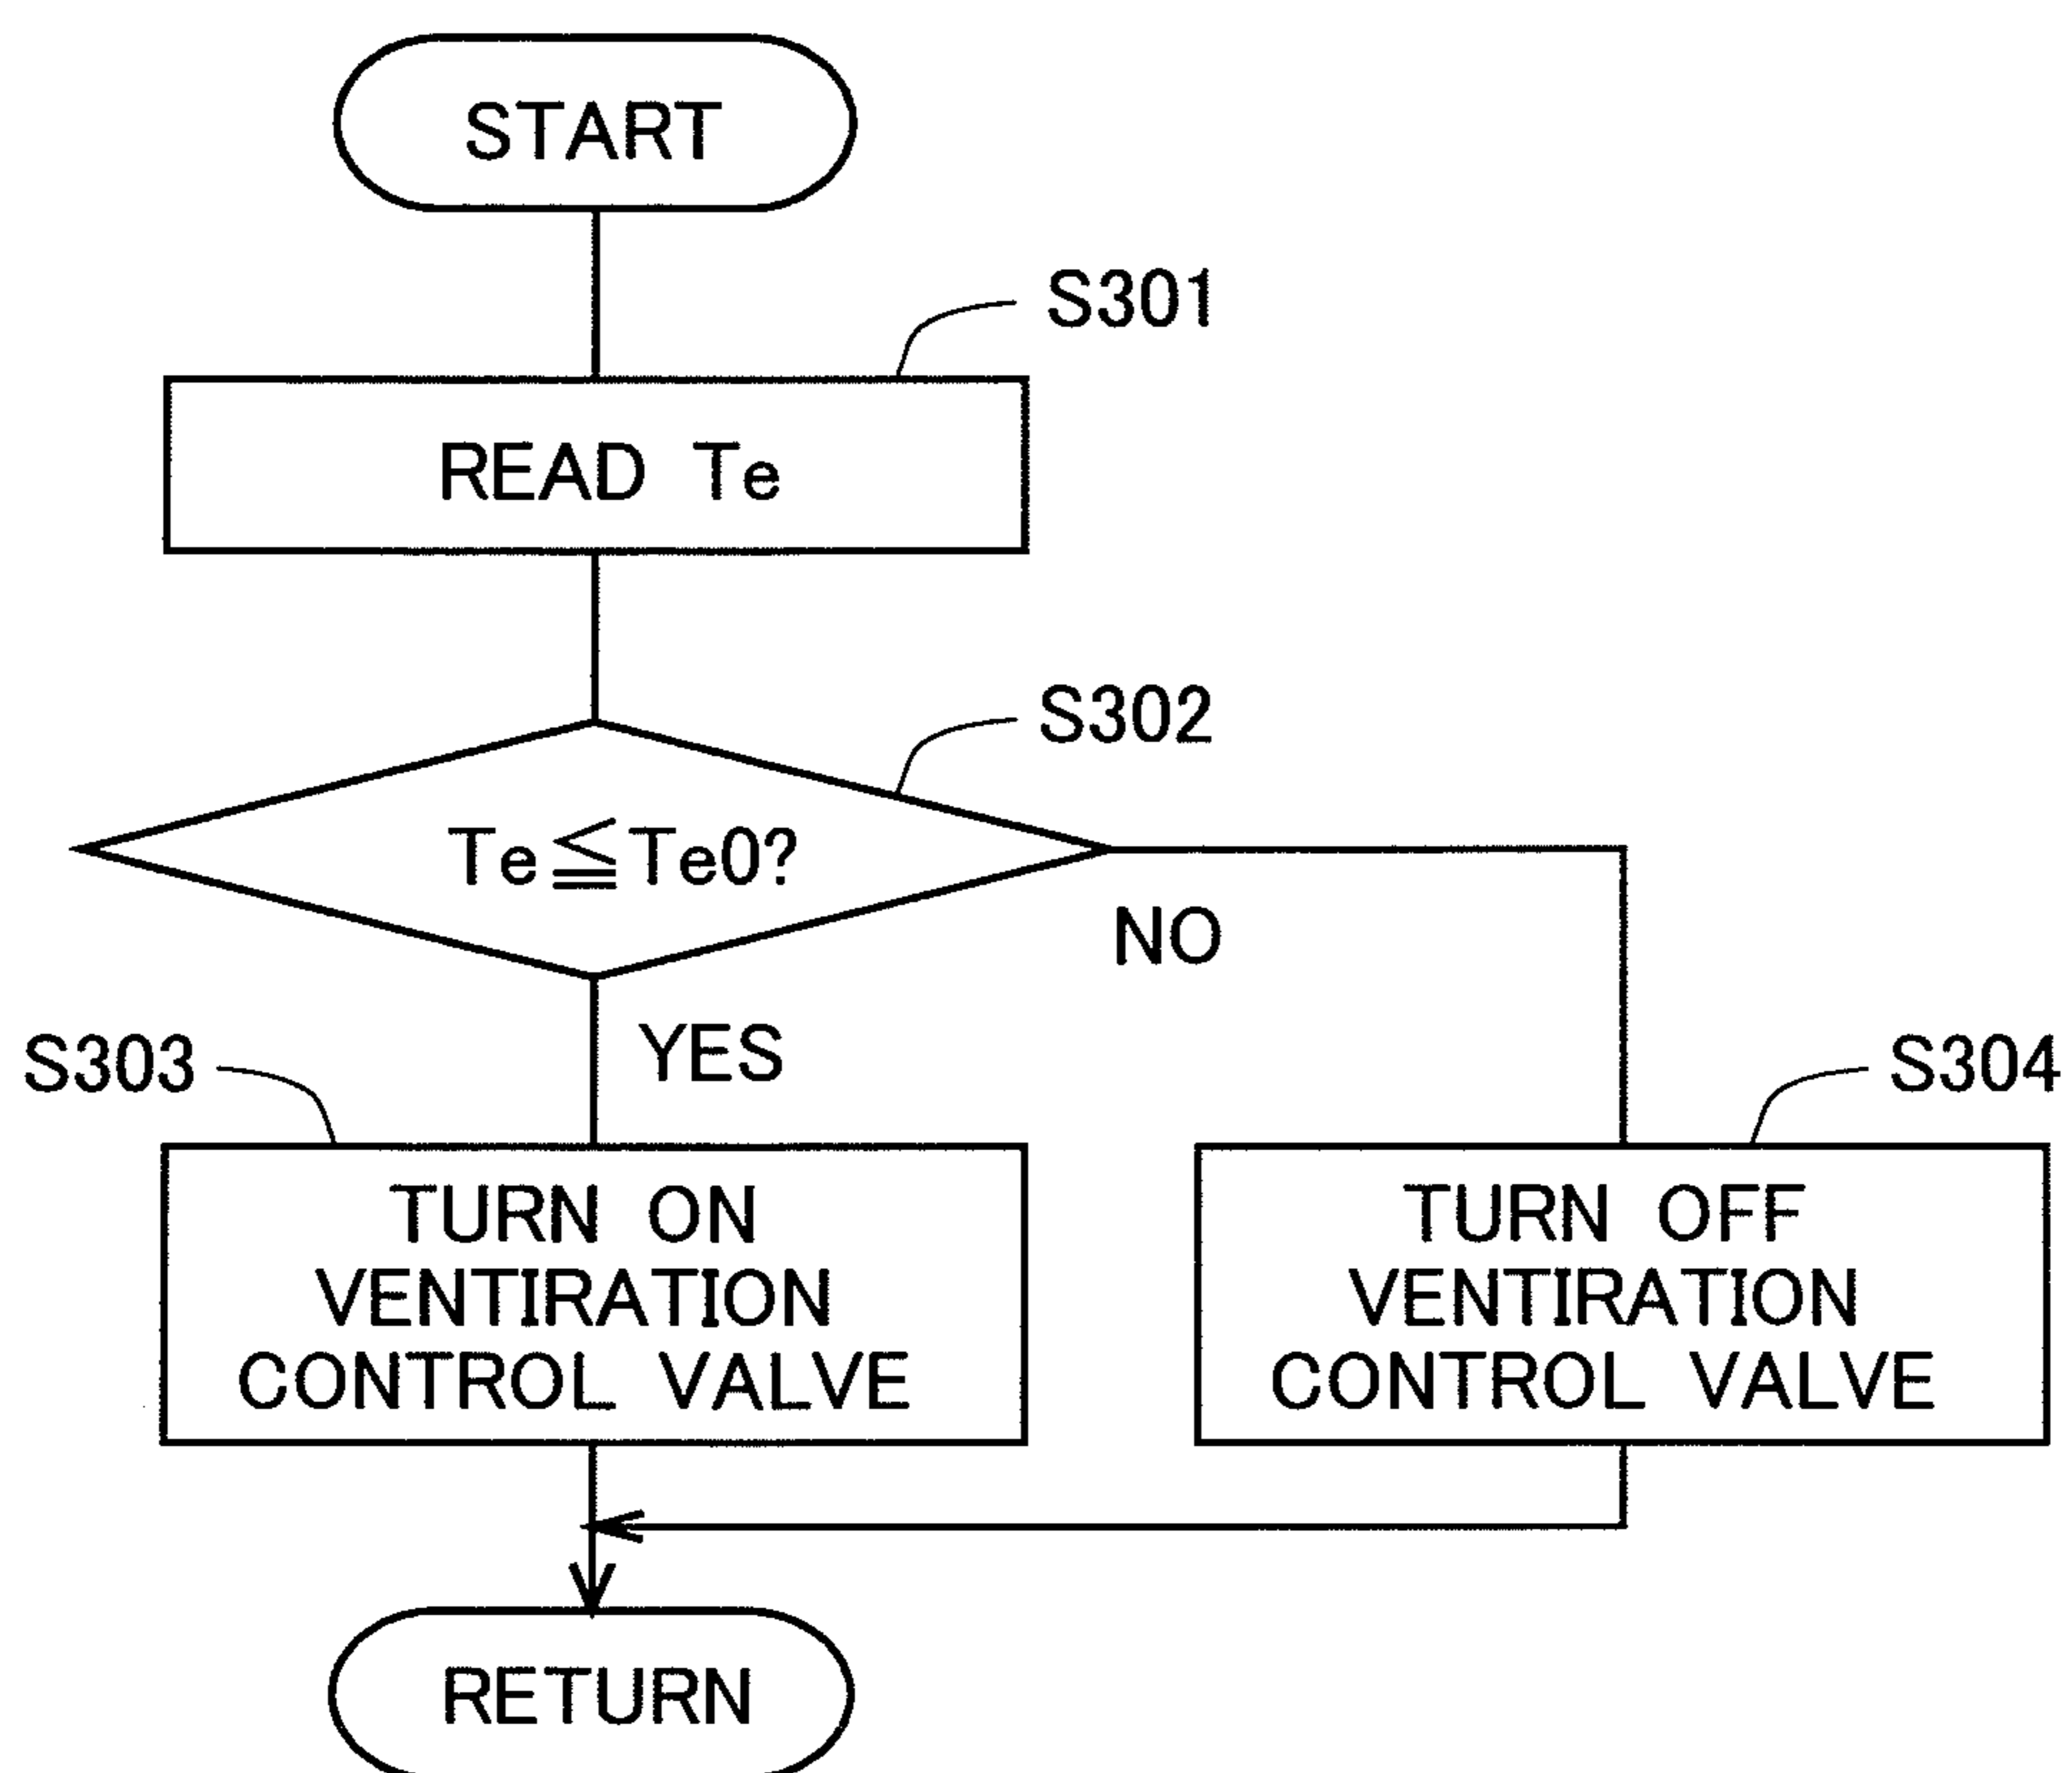 START
S301
READ Te
S302
Te≦Te0?
NO
YES
S303
S304
TURN ON
VENTIRATION
CONTROL VALVE
TURN OFF
VENTIRATION
CONTROL VALVE
RETURN